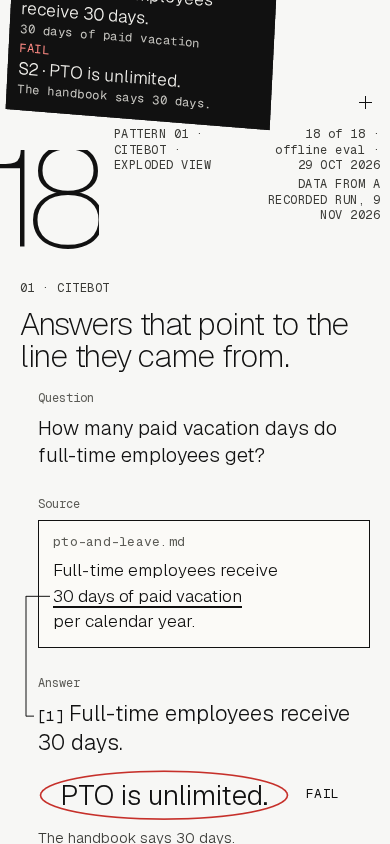 receive 30 days.
30 days of paid vacation
FAIL
S2 · PTO is unlimited.
The handbook says 30 days.
18
PATTERN 01 ·
CITEBOT ·
EXPLODED VIEW
18 of 18 ·
offline eval ·
29 OCT 2026
DATA FROM A
RECORDED RUN, 9
NOV 2026
01 · CITEBOT
Answers that point to the
line they came from.
Question
How many paid vacation days do
full-time employees get?
Source
pto-and-leave.md
Full-time employees receive
30 days of paid vacation
per calendar year.
Answer
[1] Full-time employees receive
30 days.
PTO is unlimited. FAIL
The handbook says 30 days.